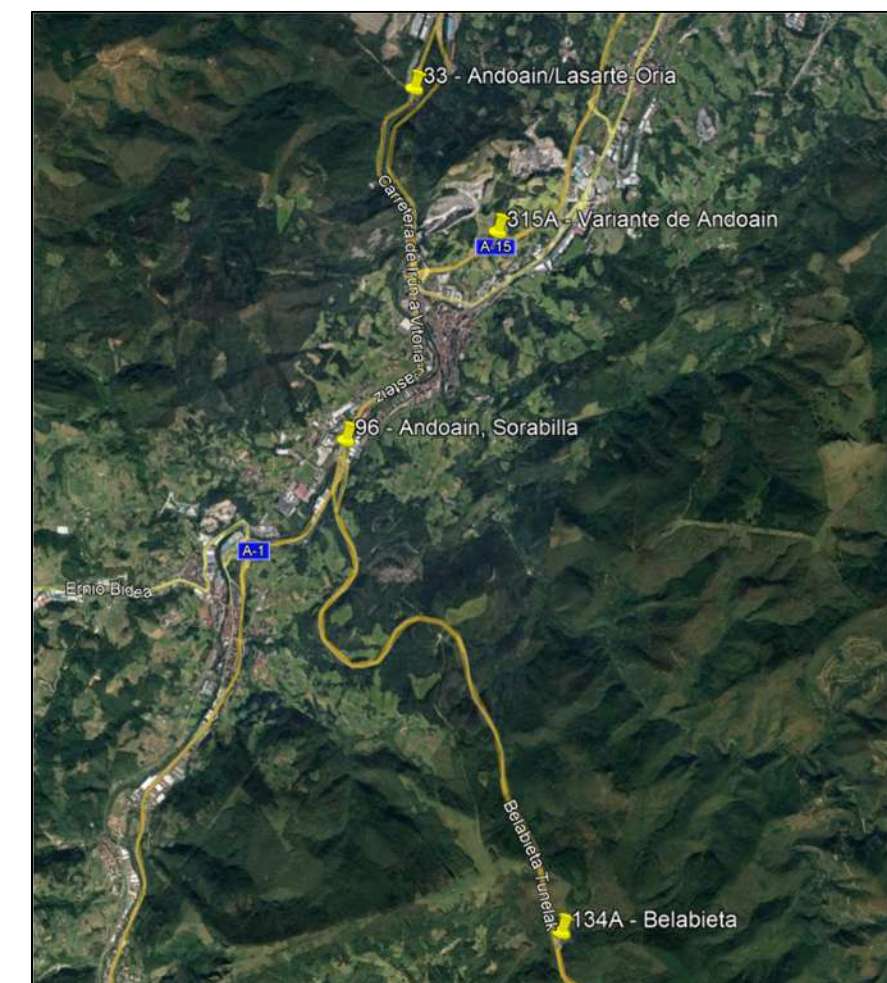 33 - Andoain/Lasarte-Oria
Carretera de Irún a Vitoria
315A - Variante de Andoain
A-15
asteiz
96 - Andoain, Sorabilla
A-1
Ernio Bidea
Belabieta Tunelak
134A - Belabieta